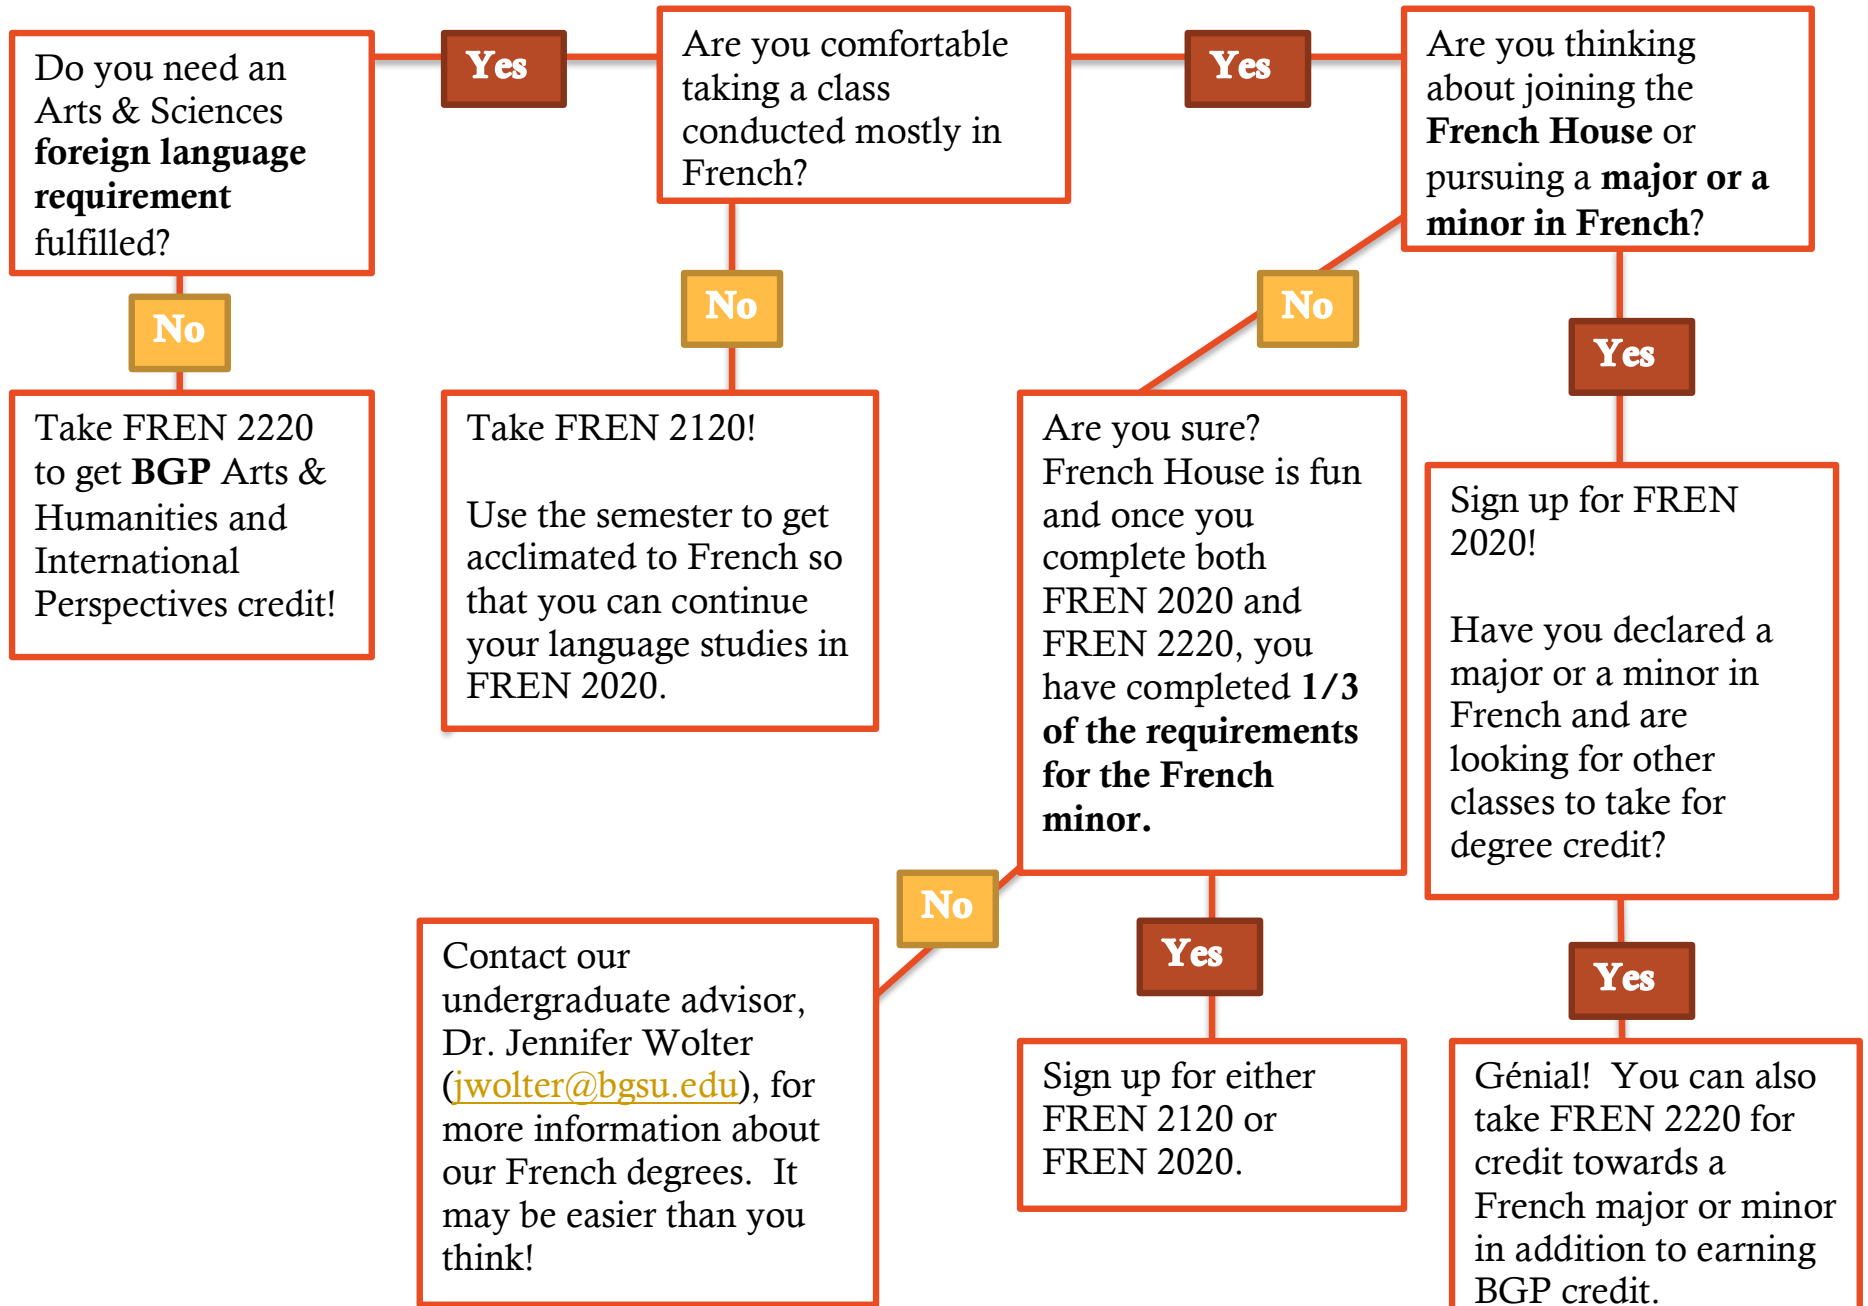 Do you need an
Arts & Sciences
foreign language
requirement
fulfilled?
Yes
Are you comfortable
taking a class
conducted mostly in
French?
Yes
Are you thinking
about joining the
French House or
pursuing a major or a
minor in French?
No
No
No
Yes
Take FREN 2220
to get BGP Arts &
Humanities and
International
Perspectives credit!
Take FREN 2120!
Use the semester to get
acclimated to French so
that you can continue
your language studies in
FREN 2020.
Are you sure?
French House is fun
and once you
complete both
FREN 2020 and
FREN 2220, you
have completed 1/3
of the requirements
for the French
minor.
Sign up for FREN
2020!
Have you declared a
major or a minor in
French and are
looking for other
classes to take for
degree credit?
No
Yes
Yes
Contact our
undergraduate advisor,
Dr. Jennifer Wolter
(jwolter@bgsu.edu), for
more information about
our French degrees. It
may be easier than you
think!
Sign up for either
FREN 2120 or
FREN 2020.
Génial! You can also
take FREN 2220 for
credit towards a
French major or minor
in addition to earning
BGP credit.